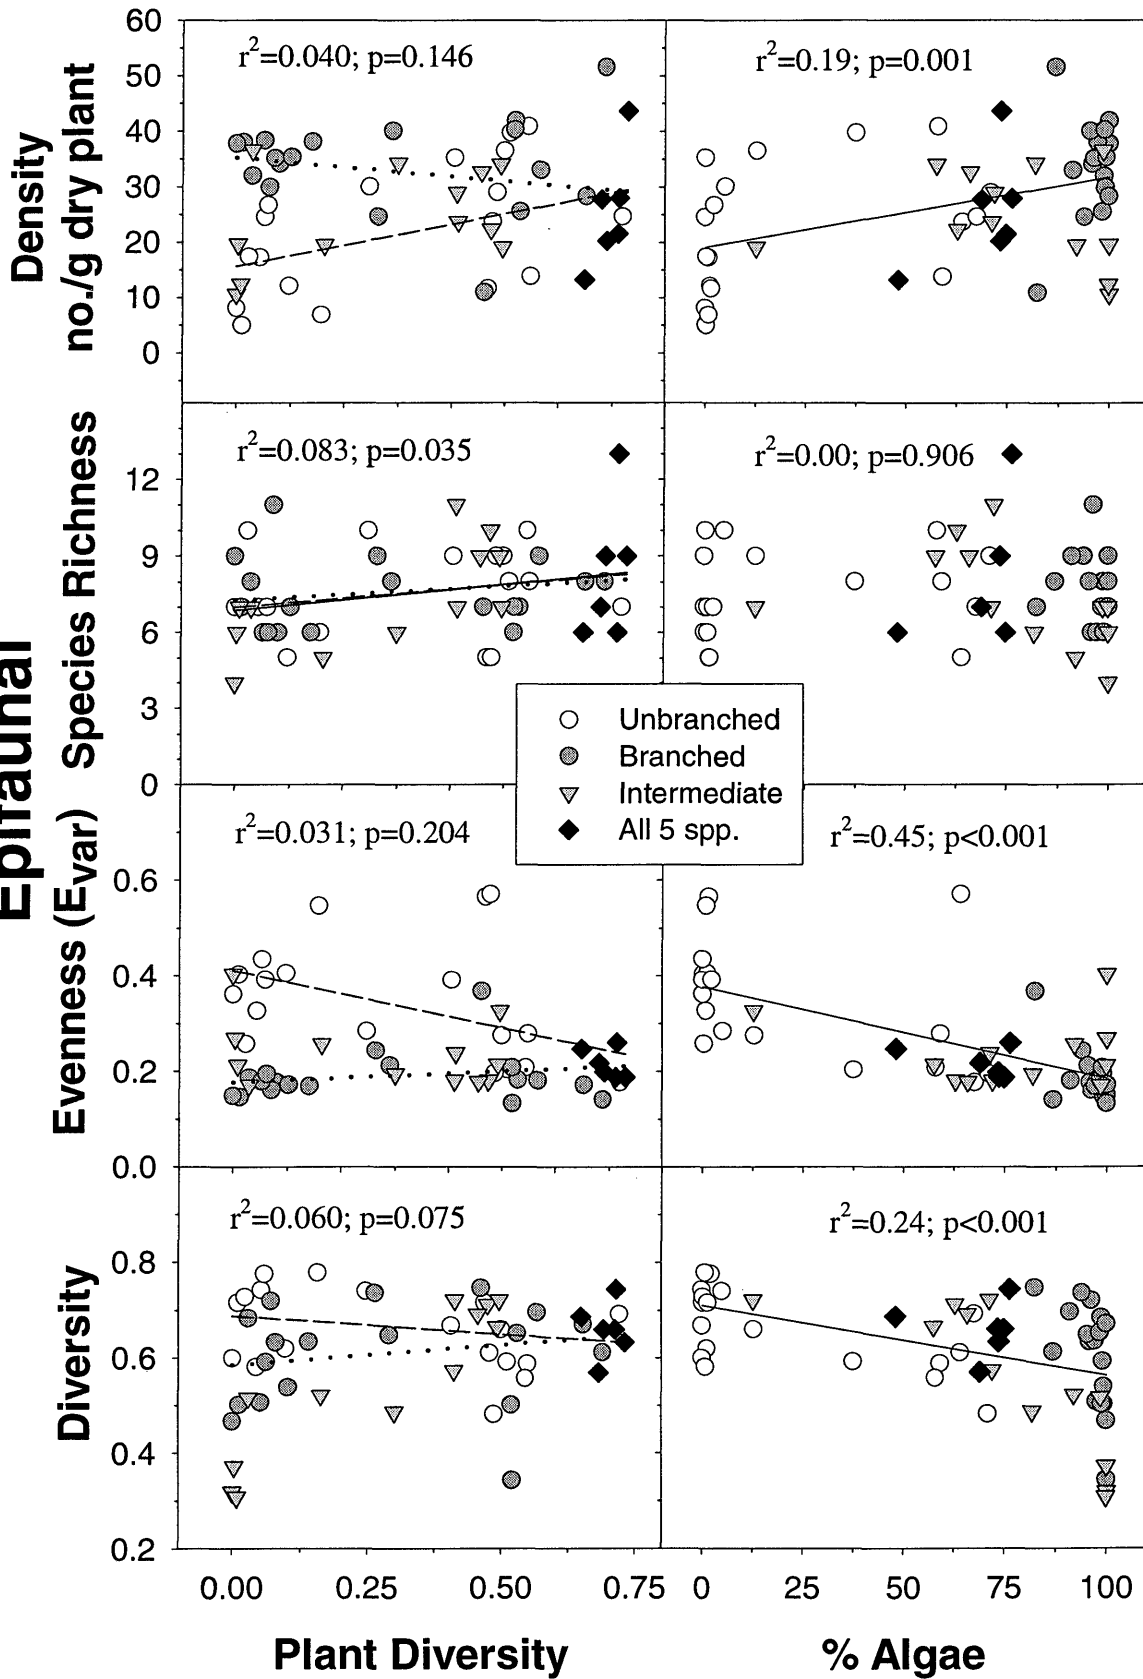 60
50
40
30
20
10
0
Density
no./g dry plant
r2=0.040; p=0.146
r2=0.19; p=0.001
12
9
6
3
0
Species Richness
r2=0.083; p=0.035
r2=0.00; p=0.906
Epifaunal
Unbranched
Branched
Intermediate
All 5 spp.
0.6
0.4
0.2
0.0
Evenness (Evar)
r2=0.031; p=0.204
r2=0.45; p<0.001
0.8
0.6
0.4
0.2
Diversity
r2=0.060; p=0.075
r2=0.24; p<0.001
0.00 0.25 0.50 0.75 0 25 50 75 100
Plant Diversity
% Algae